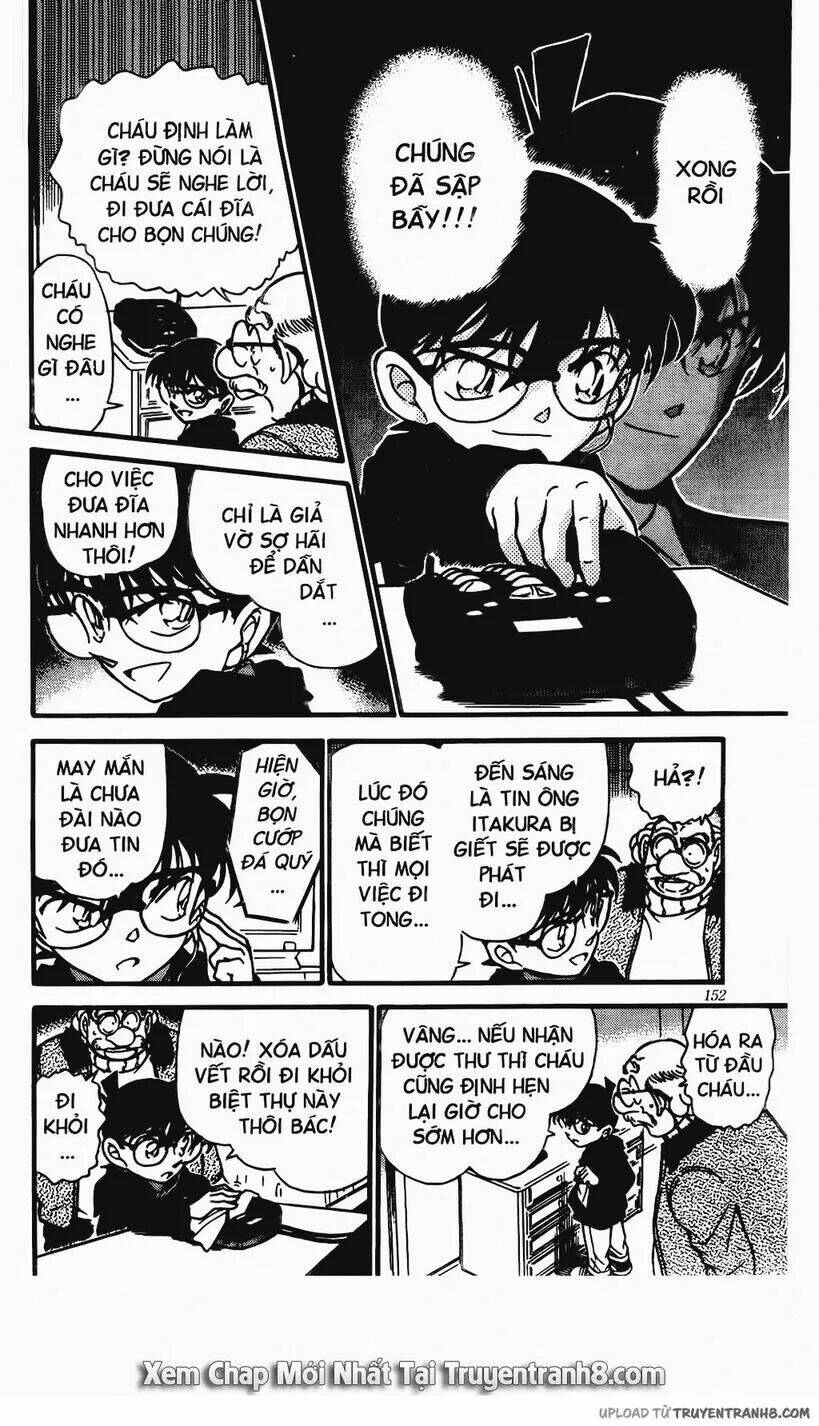 XONG
RỒI
CHÚNG
ĐÃ SẬP
BẪY!!!
CHÁU ĐỊNH LÀM
GÌ? ĐỪNG NÓI LÀ
CHÁU SẼ NGHE LỜI,
ĐI ĐƯA CÁI ĐĨA
CHO BỌN CHÚNG!
CHÁU
CÓ
NGHE
GÌ ĐÂU
...
CHỈ LÀ GIẢ
VỜ SỢ HÃI
ĐỂ DẪN
DẮT
...
CHO VIỆC
ĐƯA ĐĨA
NHANH HƠN
THÔI!
HẢ?!
ĐẾN SÁNG
LÀ TIN ÔNG
ITAKURA BỊ
GIẾT SẼ ĐƯỢC
PHÁT
ĐI...
LÚC ĐÓ
CHÚNG
MÀ BIẾT
THÌ MỌI
VIỆC ĐI
TONG...
HIỆN
GIỜ,
BỌN
CƯỚP
ĐÁ QUÝ
...
MAY MẮN
LÀ CHƯA
ĐÀI NÀO
ĐƯA TIN
ĐÓ...
152
HÓA RA
TỪ ĐẦU
CHÁU...
VÂNG... NẾU NHẬN
ĐƯỢC THƯ THÌ CHÁU
CŨNG ĐỊNH HẸN
LẠI GIỜ CHO
SỚM HƠN...
NÀO! XÓA DẤU
VẾT RỒI ĐI KHỎI
BIỆT THỰ NÀY
THÔI BÁC!
ĐI
KHỎI
...
Xem Chap Mới Nhất Tại Truyentranh8.com
UPLOAD TỪ TRUYENTRANH8.COM